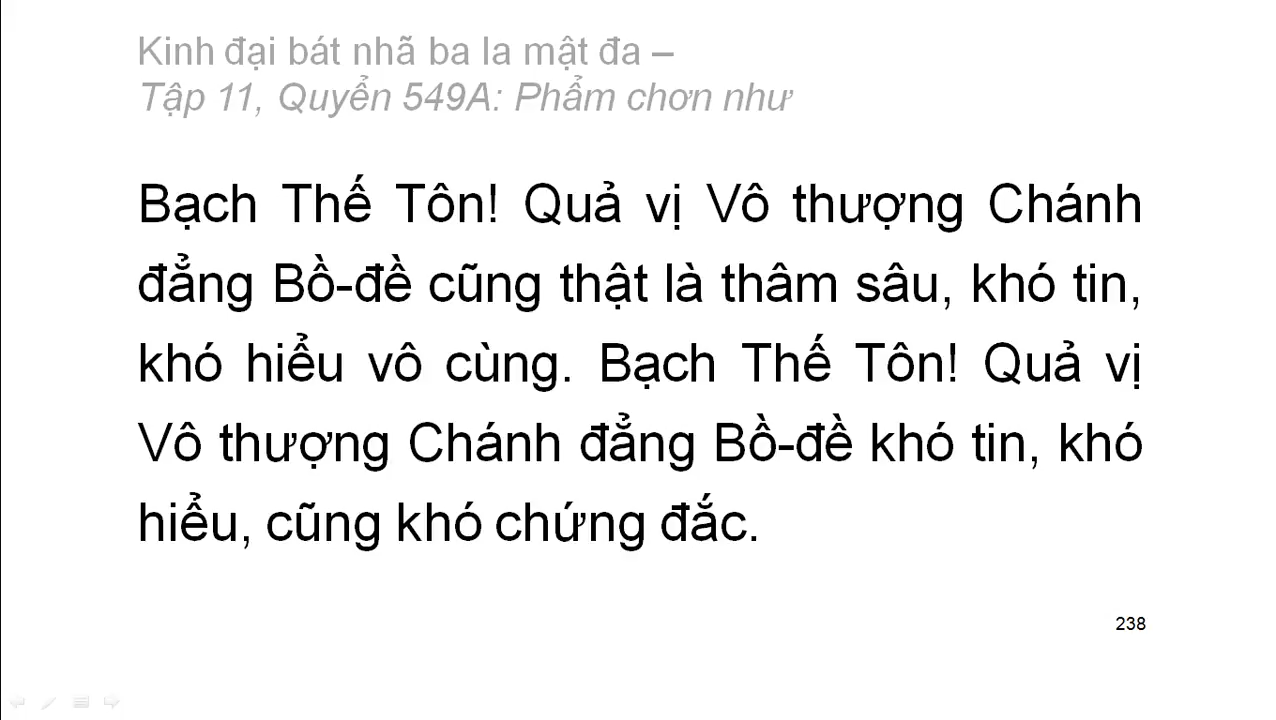 Kinh đại bát nhã ba la mật đa –
Tập 11, Quyển 549A: Phẩm chơn như
Bạch Thế Tôn! Quả vị Vô thượng Chánh
đẳng Bồ-đề cũng thật là thâm sâu, khó tin,
khó hiểu vô cùng. Bạch Thế Tôn! Quả vị
Vô thượng Chánh đẳng Bồ-đề khó tin, khó
hiểu, cũng khó chứng đắc.
238